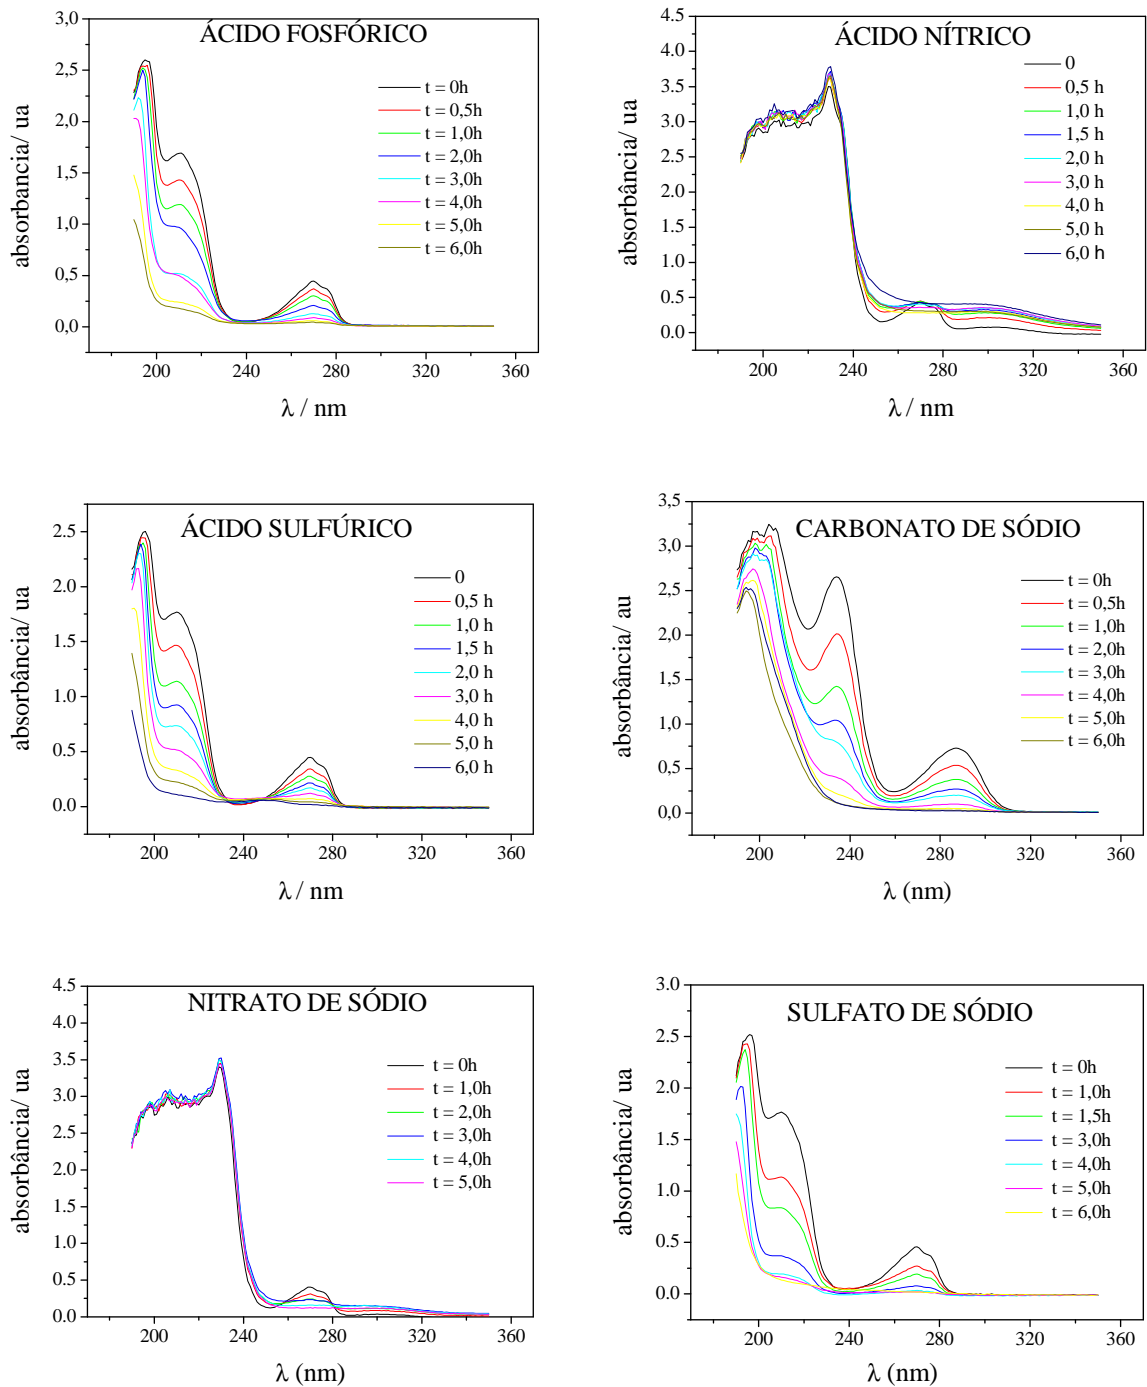 ÁCIDO FOSFÓRICO
absorbancia/ ua
3,0
2,5
2,0
1,5
1,0
0,5
0,0
t = 0h
t = 0,5h
t = 1,0h
t = 2,0h
t = 3,0h
t = 4,0h
t = 5,0h
t = 6,0h
200 240 280 320 360
λ / nm
ÁCIDO NÍTRICO
absorbância/ ua
4.5
4.0
3.5
3.0
2.5
2.0
1.5
1.0
0.5
0.0
0
0,5 h
1,0 h
1,5 h
2,0 h
3,0 h
4,0 h
5,0 h
6,0 h
200 240 280 320 360
λ / nm
ÁCIDO SULFÚRICO
absorbância/ ua
2.5
2.0
1.5
1.0
0.5
0.0
0
0,5 h
1,0 h
1,5 h
2,0 h
3,0 h
4,0 h
5,0 h
6,0 h
200 240 280 320 360
λ / nm
CARBONATO DE SÓDIO
absorbância/ au
3,5
3,0
2,5
2,0
1,5
1,0
0,5
0,0
t = 0h
t = 0,5h
t = 1,0h
t = 2,0h
t = 3,0h
t = 4,0h
t = 5,0h
t = 6,0h
200 240 280 320 360
λ (nm)
NITRATO DE SÓDIO
absorbância/ ua
4.5
4.0
3.5
3.0
2.5
2.0
1.5
1.0
0.5
0.0
t = 0h
t = 1,0h
t = 2,0h
t = 3,0h
t = 4,0h
t = 5,0h
200 240 280 320 360
λ (nm)
SULFATO DE SÓDIO
absorbância/ ua
3.0
2.5
2.0
1.5
1.0
0.5
0.0
t = 0h
t = 1,0h
t = 1,5h
t = 3,0h
t = 4,0h
t = 5,0h
t = 6,0h
200 240 280 320 360
λ (nm)